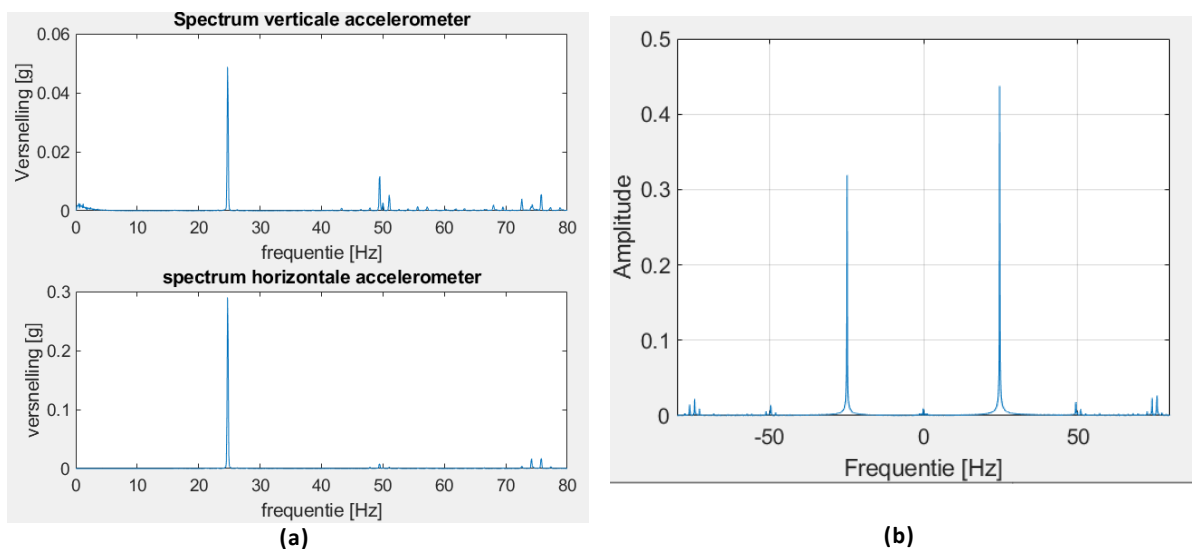 Spectrum verticale accelerometer
0.06
0.04
0.02
0
Versnelling [g]
0 10 20 30 40 50 60 70 80
frequentie [Hz]
spectrum horizontale accelerometer
0.3
0.2
0.1
0
versnelling [g]
0 10 20 30 40 50 60 70 80
frequentie [Hz]
(a)
0.5
0.4
0.3
0.2
0.1
0
Amplitude
-50 0 50
Frequentie [Hz]
(b)